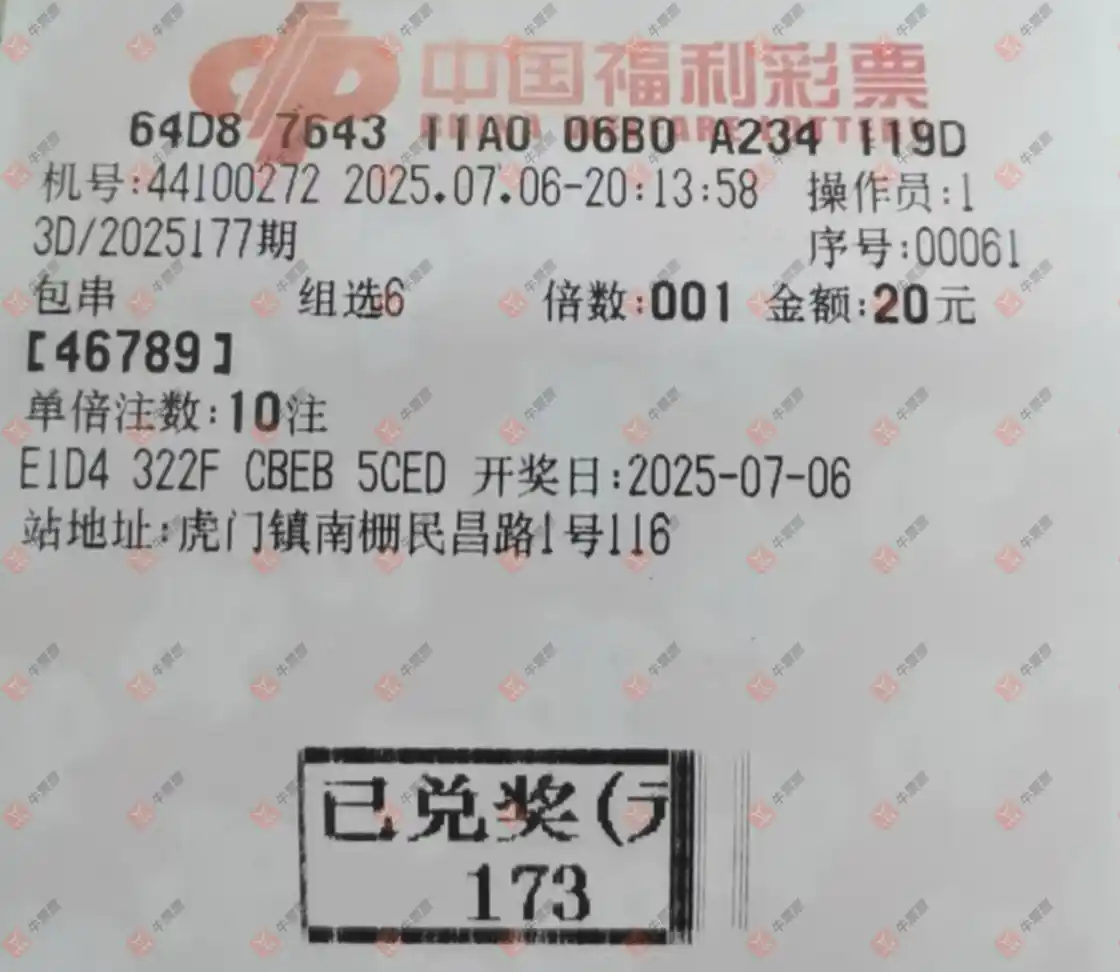 中国福利彩票
CHINA WELFARE LOTTERY
64D8 7643 11A0 06B0 A234 119D
机号:44100272 2025.07.06-20:13:58 操作员:1
3D/2025177期 序号:00061
包串 组选6 倍数:001 金额:20元
[46789]
单倍注数:10注
E1D4 322F CBEB 5CED 开奖日:2025-07-06
站地址:虎门镇南栅民昌路1号116
已兑奖(元
173